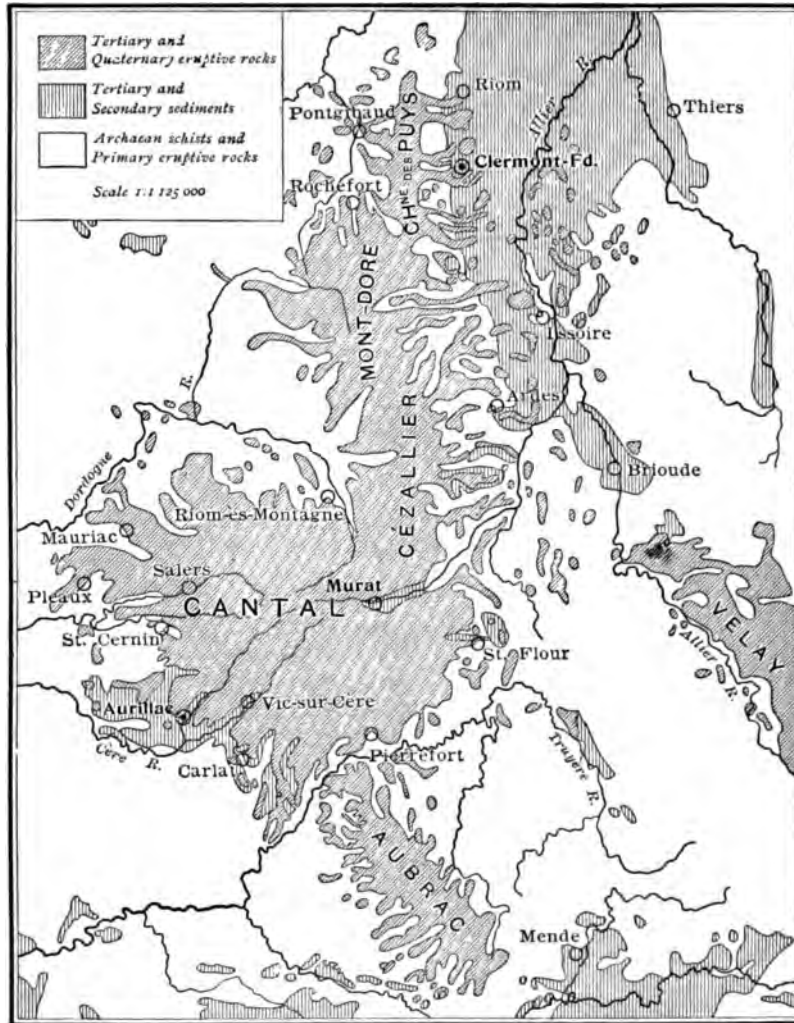 Tertiary and
Quaternary eruptive rocks
Tertiary and
Secondary sediments
Archaean schists and
Primary eruptive rocks
Scale 1:1 125 000
Riom
Allier R.
Thiers
Pontgibaud
CHNE DES PUYS
Clermont-Fd.
Rochefort
MONT-DORE
Issoire
R.
CÉZALLIER
Ardes
Dordogne
Brioude
Riom-es-Montagne
Mauriac
Salers
Murat
Pleaux
CANTAL
VELAY
St. Cernin
St. Flour
Allier R.
Aurillac
Vic-sur-Cère
Cère R.
Carlat
Pierrefort
Truyère R.
AUBRAC
Mende